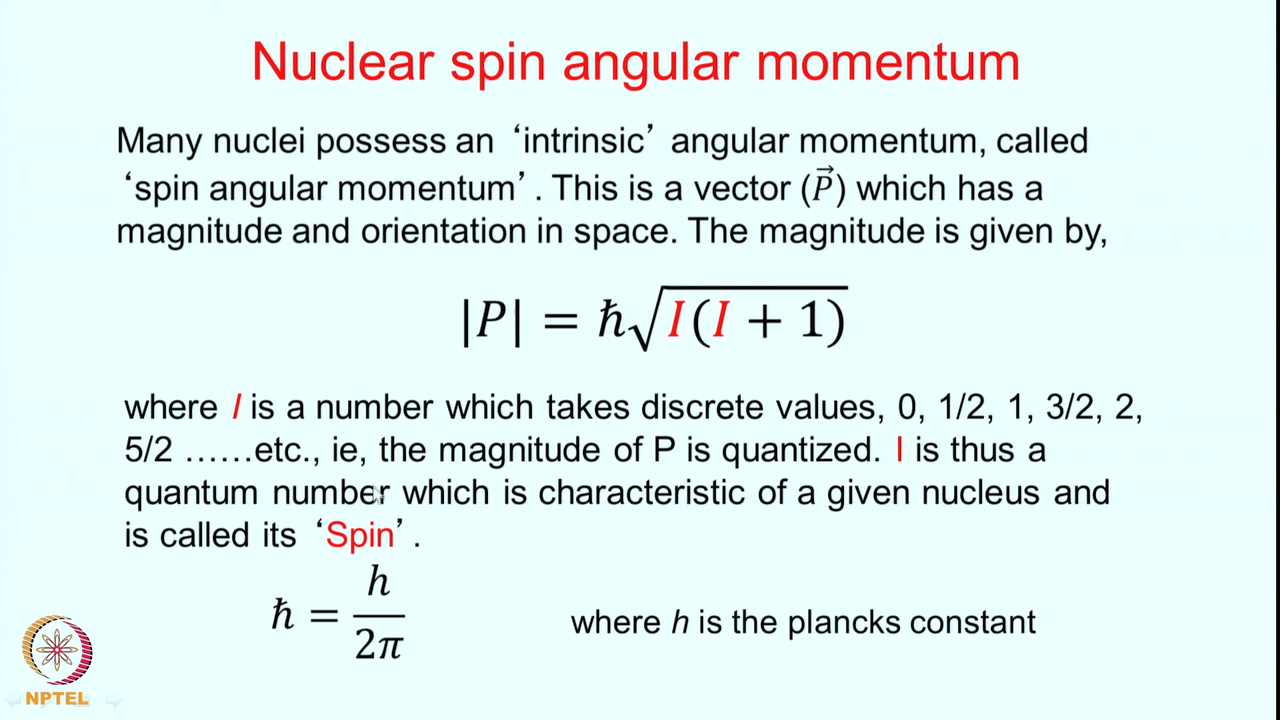 Nuclear spin angular momentum
Many nuclei possess an ‘intrinsic’ angular momentum, called
‘spin angular momentum’. This is a vector (P⃗) which has a
magnitude and orientation in space. The magnitude is given by,
|P| = ħ√(I(I + 1))
where I is a number which takes discrete values, 0, 1/2, 1, 3/2, 2,
5/2 ……etc., ie, the magnitude of P is quantized. I is thus a
quantum number which is characteristic of a given nucleus and
is called its ‘Spin’.
ħ = h/2π
where h is the plancks constant
NPTEL